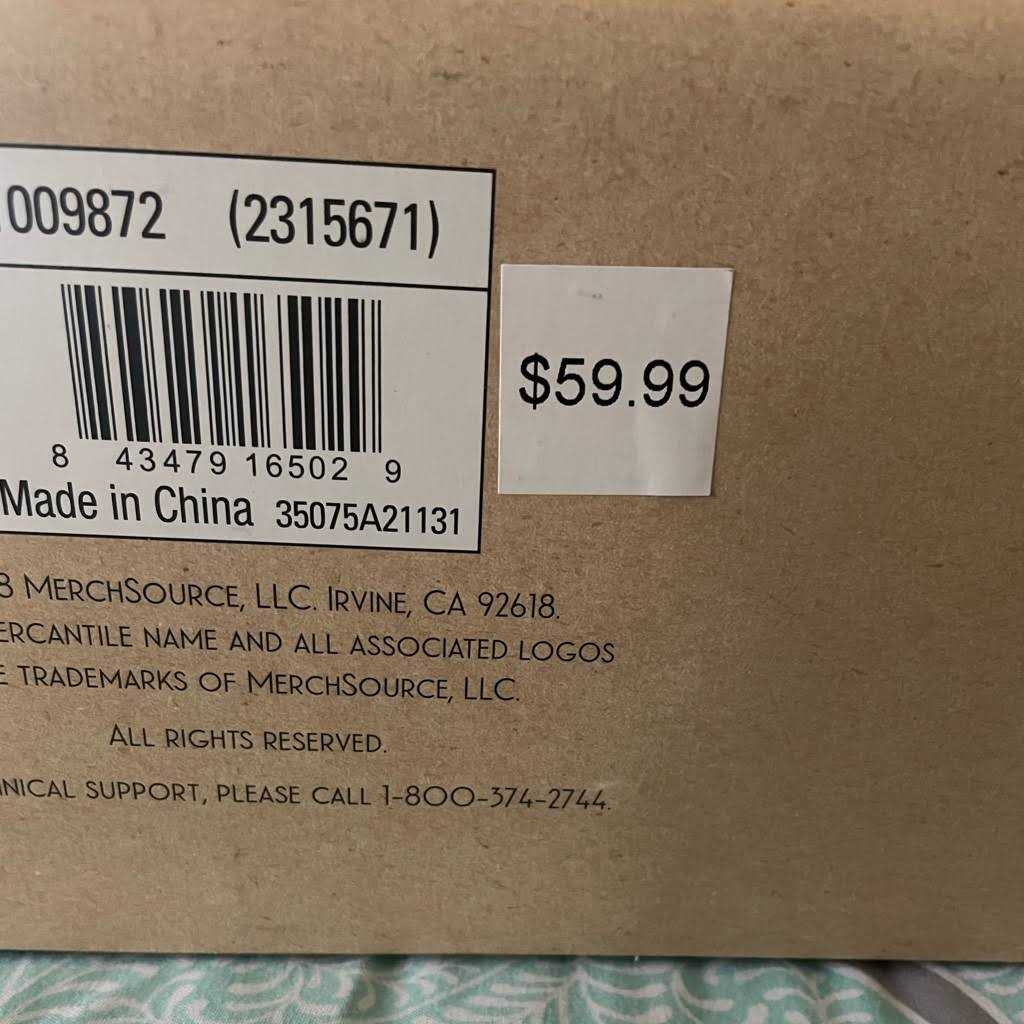 009872 (2315671)
$59.99
8 43479 16502 9
Made in China 35075A21131
MERCHSOURCE, LLC. IRVINE, CA 92618.
MERCANTILE NAME AND ALL ASSOCIATED LOGOS
TRADEMARKS OF MERCHSOURCE, LLC.
ALL RIGHTS RESERVED.
SUPPORT, PLEASE CALL 1-800-374-2744.